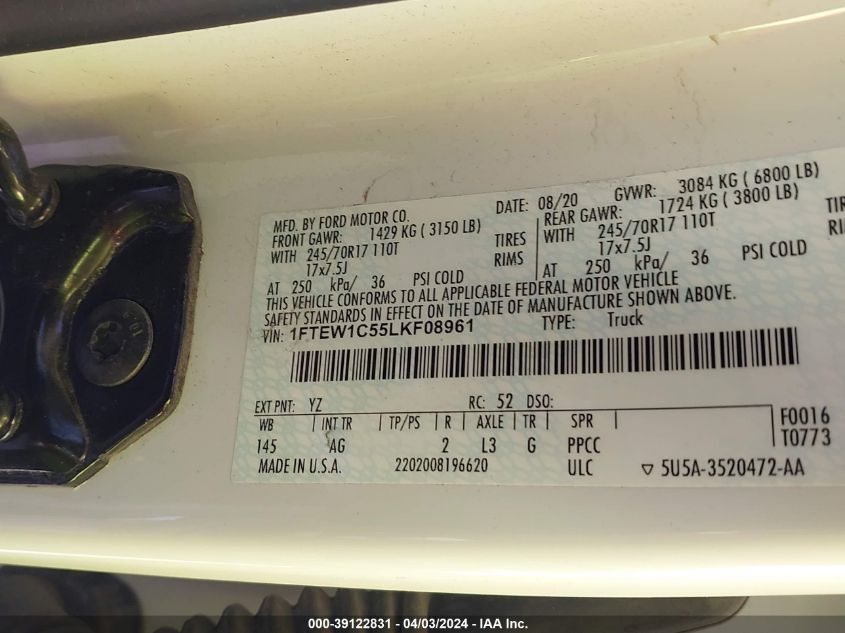 MFD. BY FORD MOTOR CO. DATE: 08/20 GVWR: 3084 KG ( 6800 LB)
FRONT GAWR: 1429 KG ( 3150 LB) REAR GAWR: 1724 KG ( 3800 LB)
WITH 245/70R17 110T TIRES WITH 245/70R17 110T TIR
17x7.5J RIMS 17x7.5J RIM
AT 250 kPa/ 36 PSI COLD AT 250 kPa/ 36 PSI COLD
THIS VEHICLE CONFORMS TO ALL APPLICABLE FEDERAL MOTOR VEHICLE
SAFETY STANDARDS IN EFFECT ON THE DATE OF MANUFACTURE SHOWN ABOVE.
VIN: 1FTEW1C55LKF08961 TYPE: Truck
EXT PNT: YZ RC: 52 DSO:
WB INT TR TP/PS R AXLE TR SPR F0016
145 AG 2 L3 G PPCC T0773
MADE IN U.S.A. 2202008196620 ULC ▽ 5U5A-3520472-AA
000-39122831 - 04/03/2024 - IAA Inc.